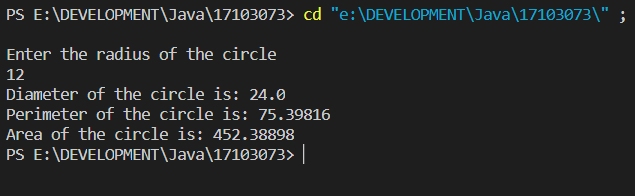 PS E:\DEVELOPMENT\Java\17103073> cd "e:\DEVELOPMENT\Java\17103073\" ;
Enter the radius of the circle
12
Diameter of the circle is: 24.0
Perimeter of the circle is: 75.39816
Area of the circle is: 452.38898
PS E:\DEVELOPMENT\Java\17103073>